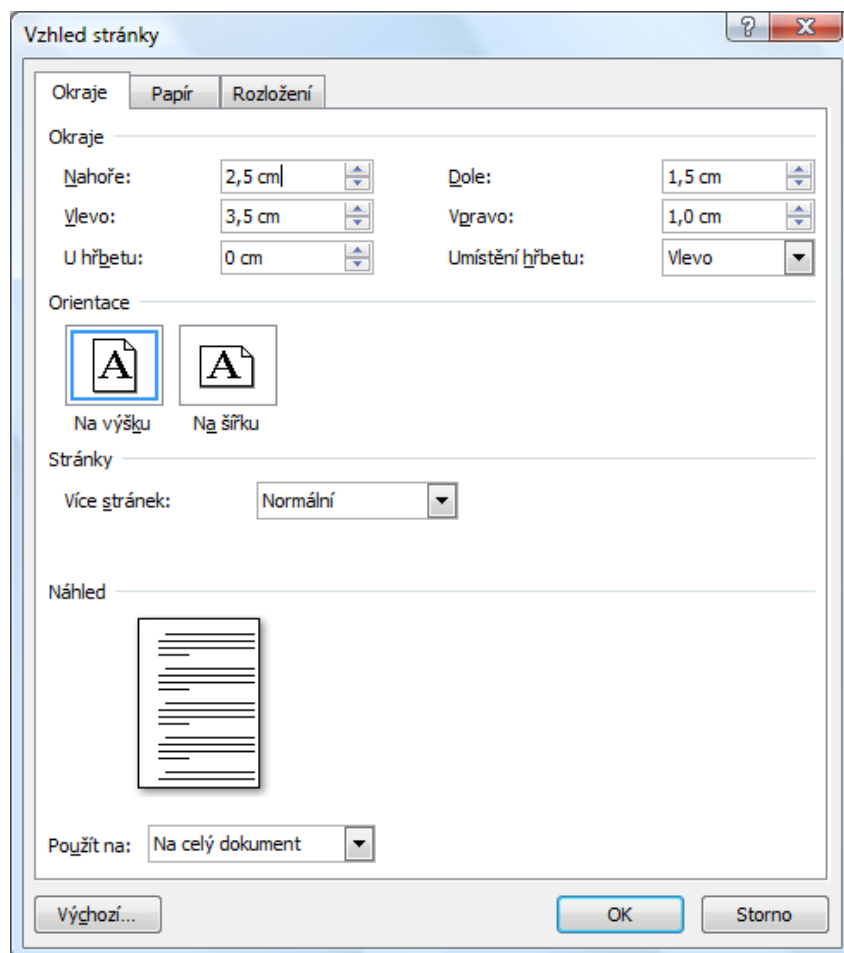 Vzhled stránky
Okraje Papír Rozložení
Okraje
Nahoře: 2,5 cm Dole: 1,5 cm
Vlevo: 3,5 cm Vpravo: 1,0 cm
U hřbetu: 0 cm Umístění hřbetu: Vlevo
Orientace
A A
Na výšku Na šířku
Stránky
Více stránek: Normální
Náhled
Použít na: Na celý dokument
Výchozí... OK Storno